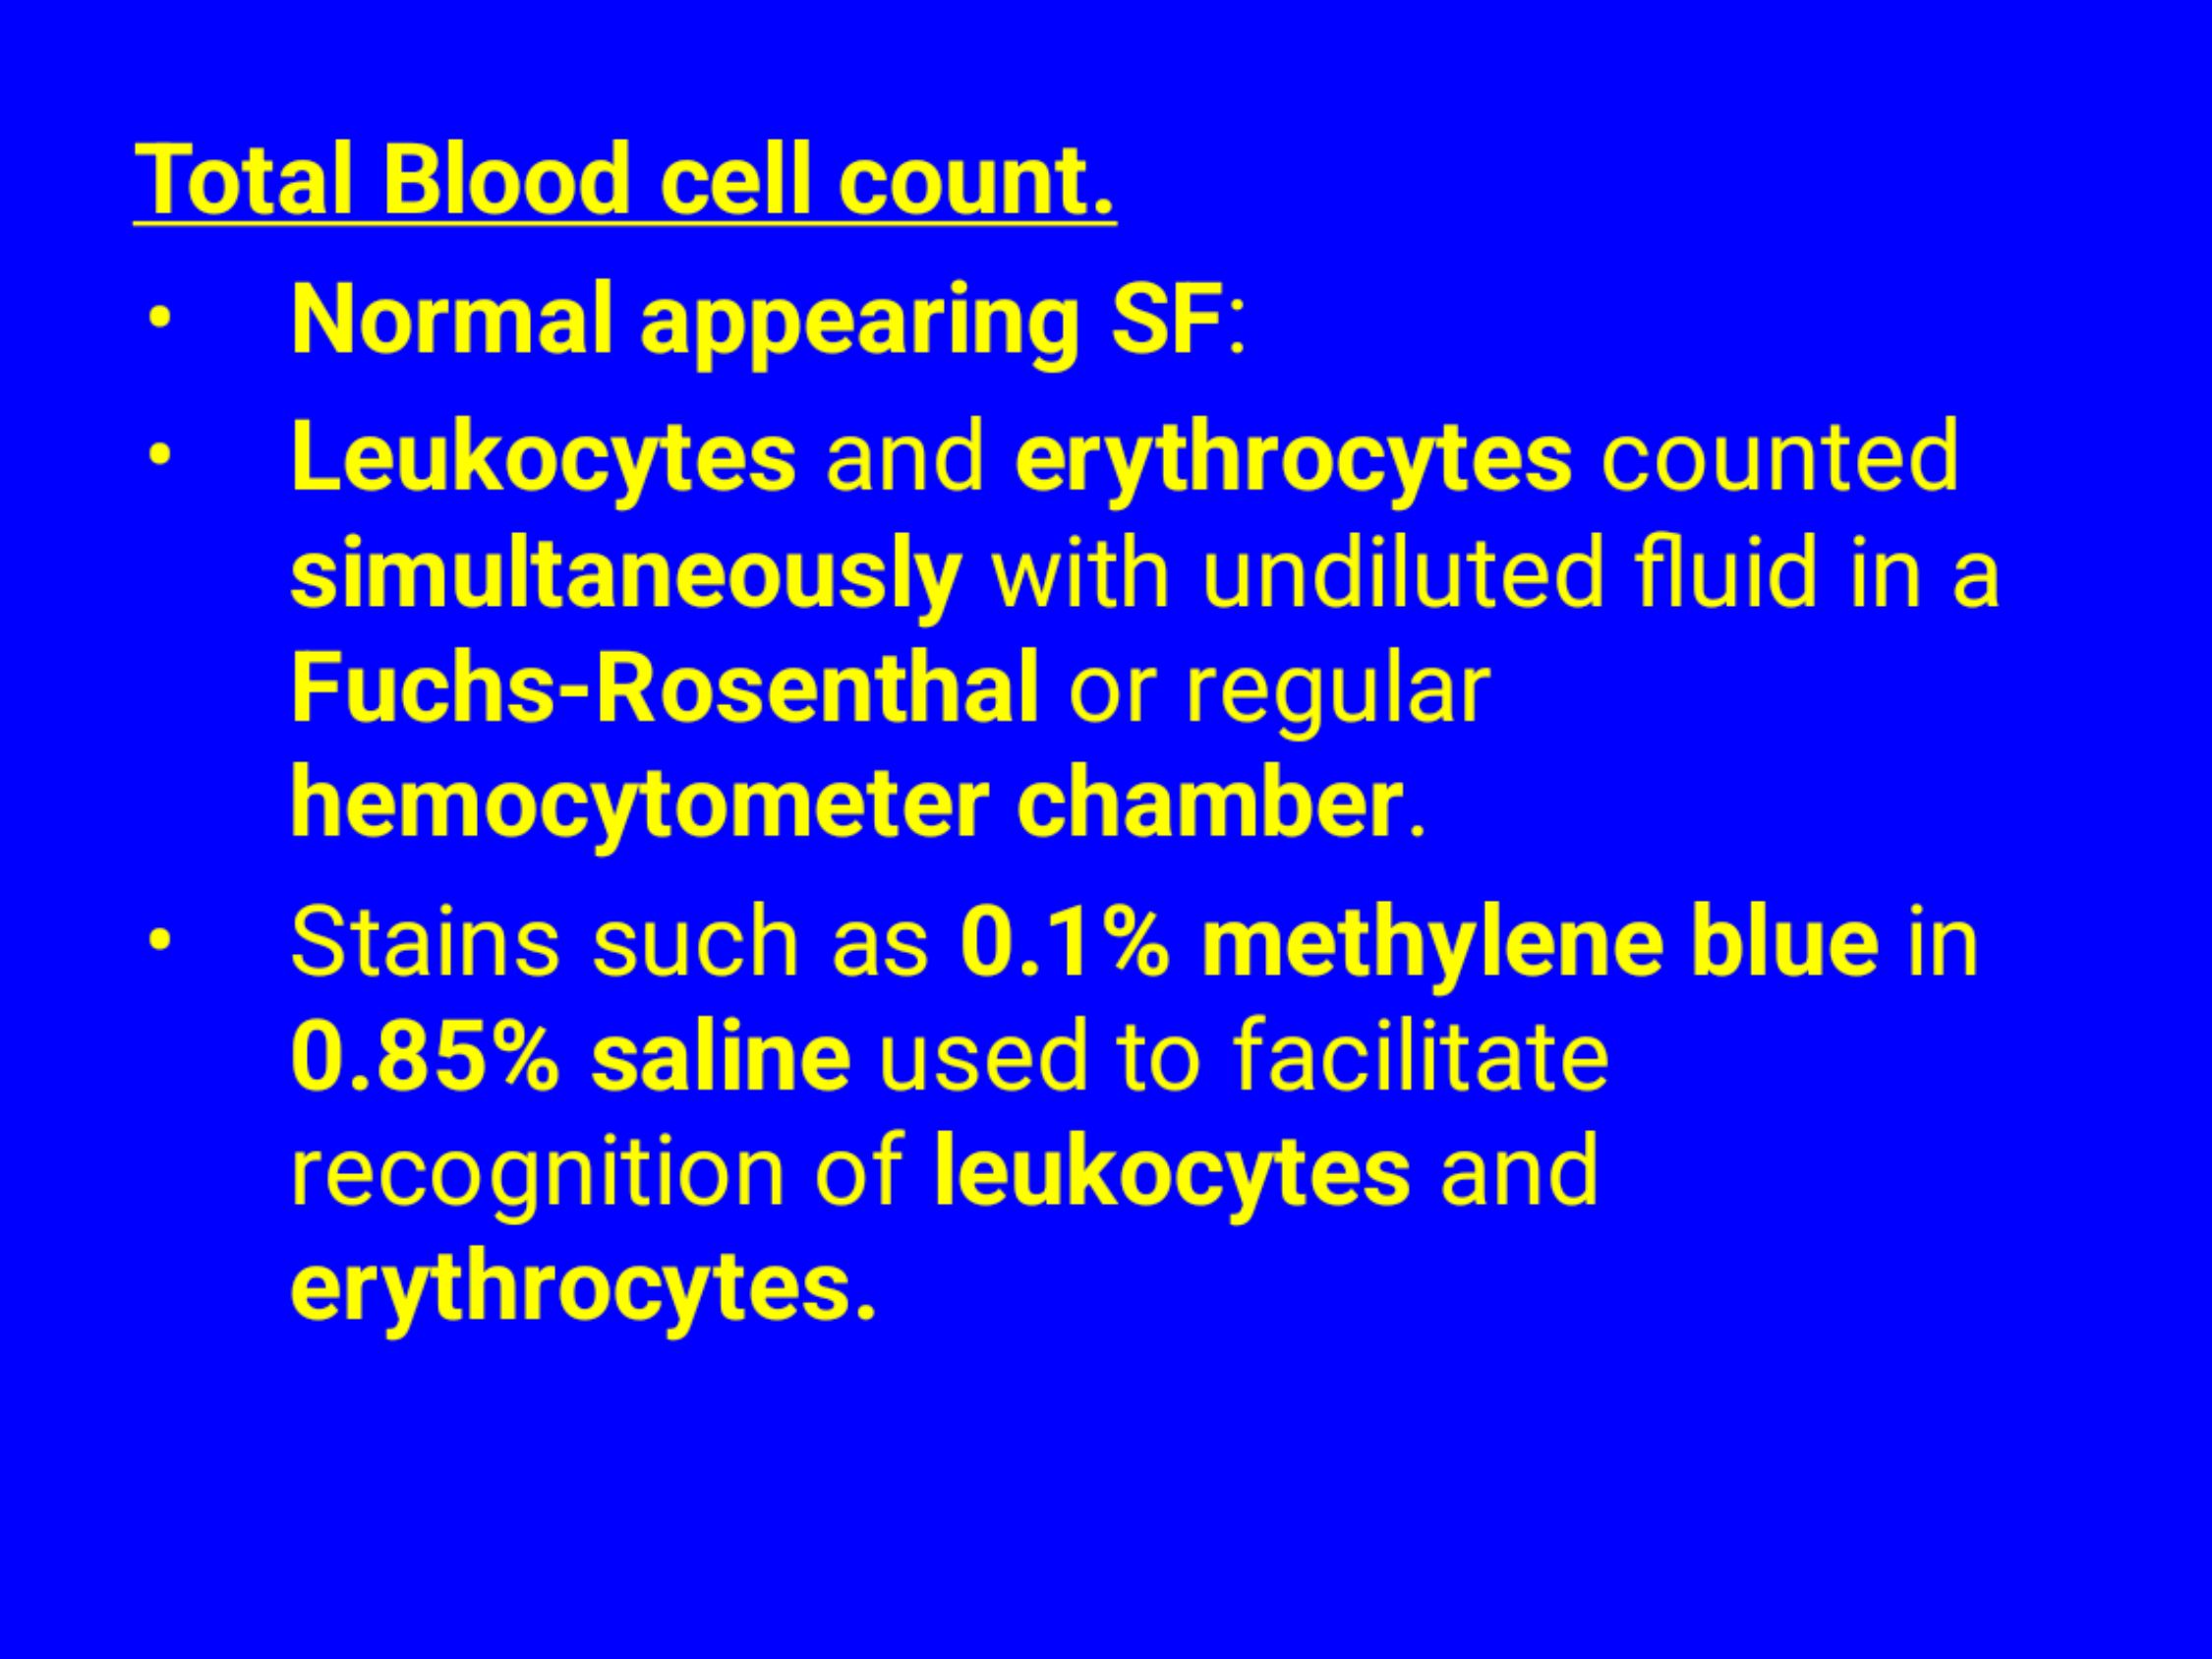 Total Blood cell count.
• Normal appearing SF:
• Leukocytes and erythrocytes counted
simultaneously with undiluted fluid in a
Fuchs-Rosenthal or regular
hemocytometer chamber.
• Stains such as 0.1% methylene blue in
0.85% saline used to facilitate
recognition of leukocytes and
erythrocytes.